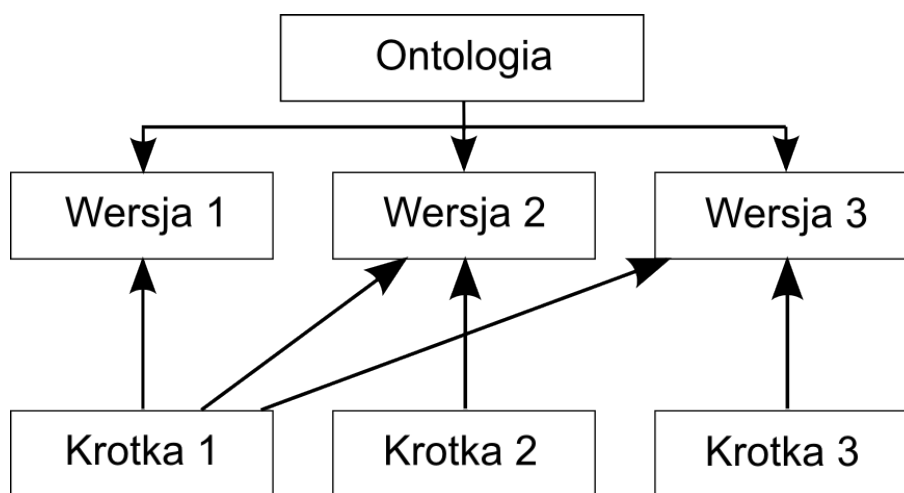 Ontologia
Wersja 1
Wersja 2
Wersja 3
Krotka 1
Krotka 2
Krotka 3